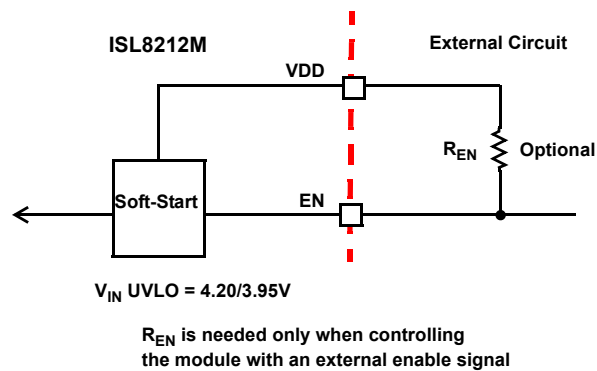 ISL8212M
External Circuit
VDD
REN
Optional
Soft-Start
EN
VIN UVLO = 4.20/3.95V
REN is needed only when controlling
the module with an external enable signal